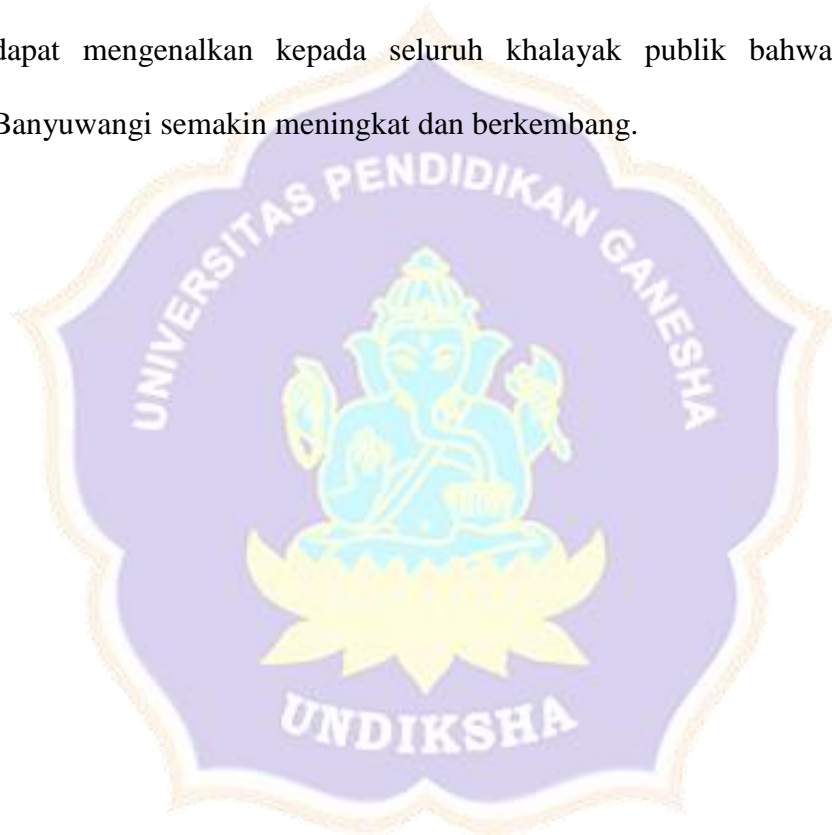 dapat mengenalkan kepada seluruh khalayak publik bahwa
Banyuwangi semakin meningkat dan berkembang.
UNIVERSITAS PENDIDIKAN GANESHA
UNDIKSHA